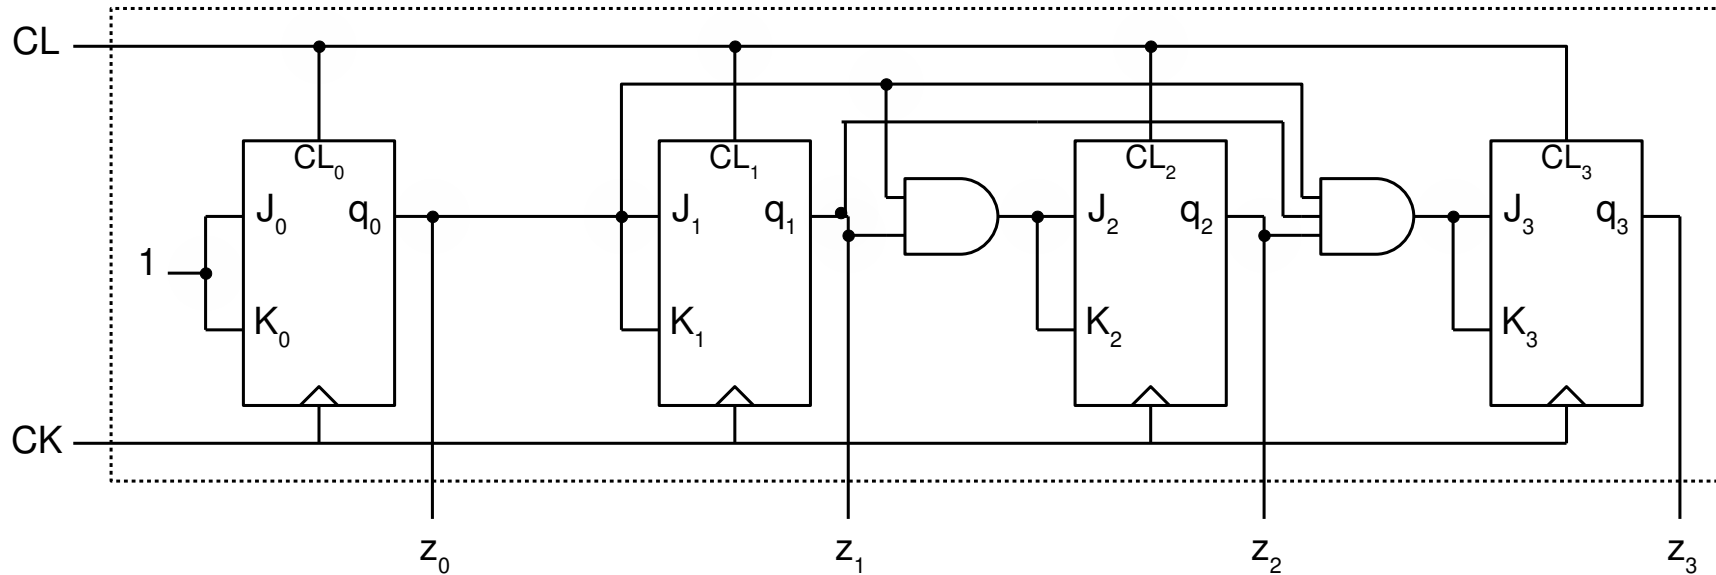 CL
CL₀ CL₁ CL₂ CL₃
J₀ q₀ J₁ q₁ J₂ q₂ J₃ q₃
1
K₀ K₁ K₂ K₃
CK
z₀ z₁ z₂ z₃